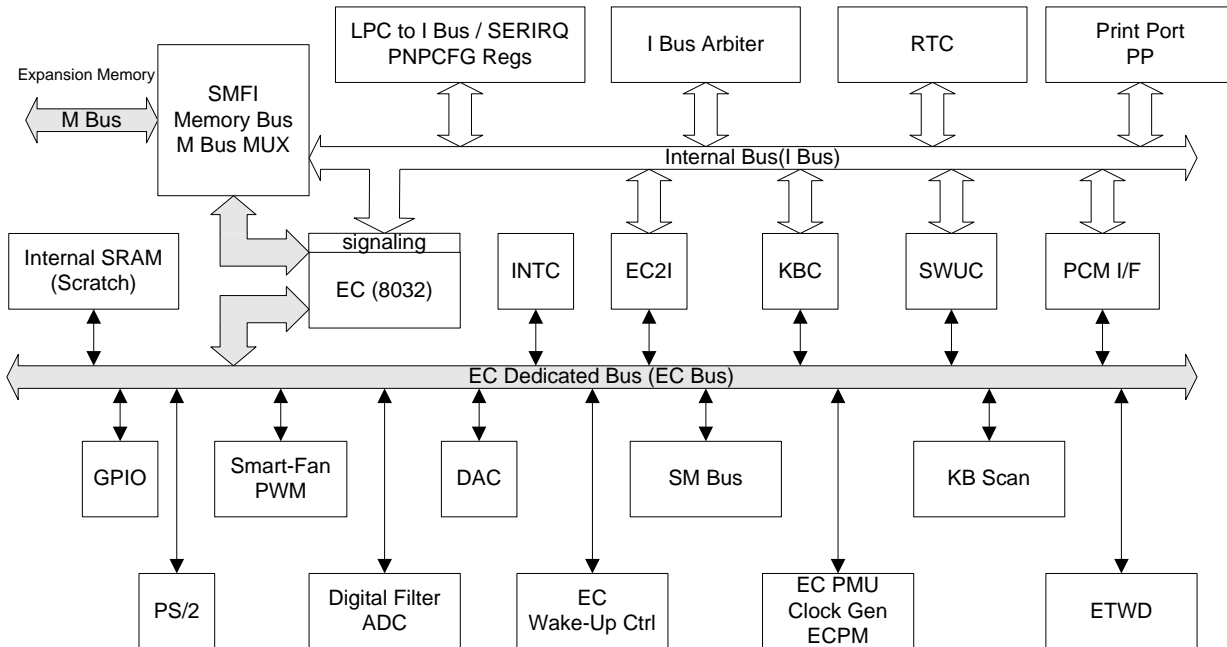 LPC to I Bus / SERIRQ
PNPCFG Regs
I Bus Arbiter
RTC
Print Port
PP
Expansion Memory
M Bus
SMFI
Memory Bus
M Bus MUX
Internal Bus(I Bus)
Internal SRAM
(Scratch)
signaling
EC (8032)
INTC
EC2I
KBC
SWUC
PCM I/F
EC Dedicated Bus (EC Bus)
GPIO
Smart-Fan
PWM
DAC
SM Bus
KB Scan
PS/2
Digital Filter
ADC
EC
Wake-Up Ctrl
EC PMU
Clock Gen
ECPM
ETWD